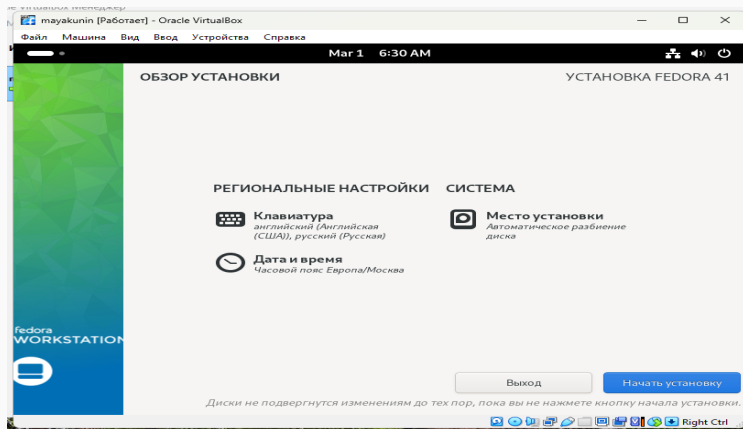 mayakunin [Работает] - Oracle VirtualBox
Файл Машина Вид Ввод Устройства Справка
Mar 1 6:30 AM
ОБЗОР УСТАНОВКИ
УСТАНОВКА FEDORA 41
РЕГИОНАЛЬНЫЕ НАСТРОЙКИ
СИСТЕМА
Клавиатура
английский (Английская
(США)), русский (Русская)
Место установки
Автоматическое разбиение
диска
Дата и время
Часовой пояс Европа/Москва
fedora
WORKSTATION
Выход
Начать установку
Диски не подвергнутся изменениям до тех пор, пока вы не нажмете кнопку начала установки.
Right Ctrl